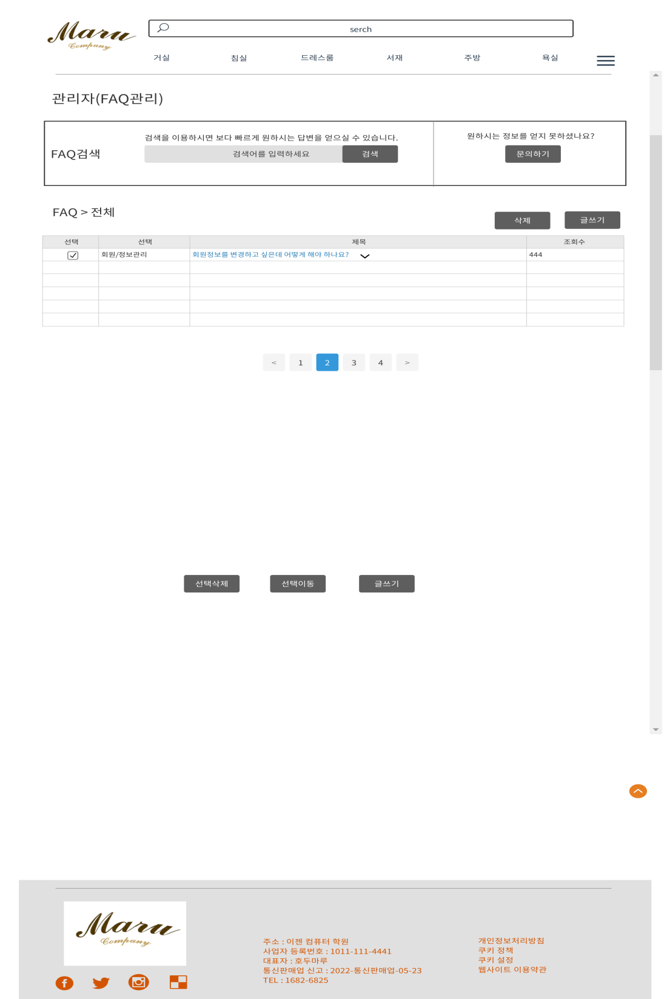 Maru
Company
serch
거실 침실 드레스룸 서재 주방 욕실
관리자(FAQ관리)
검색을 이용하시면 보다 빠르게 원하시는 답변을 얻으실 수 있습니다.
원하시는 정보를 얻지 못하셨나요?
FAQ검색
검색어를 입력하세요 검색
문의하기
FAQ > 전체
삭제 글쓰기
선택 선택 제목 조회수
회원/정보관리 회원정보를 변경하고 싶은데 어떻게 해야 하나요? 444
< 1 2 3 4 >
선택삭제 선택이동 글쓰기
Maru
Company
주소 : 이젠 컴퓨터 학원
사업자 등록번호 : 1011-111-4441
대표자 : 호두마루
통신판매업 신고 : 2022-통신판매업-05-23
TEL : 1682-6825
개인정보처리방침
쿠키 정책
쿠키 설정
웹사이트 이용약관